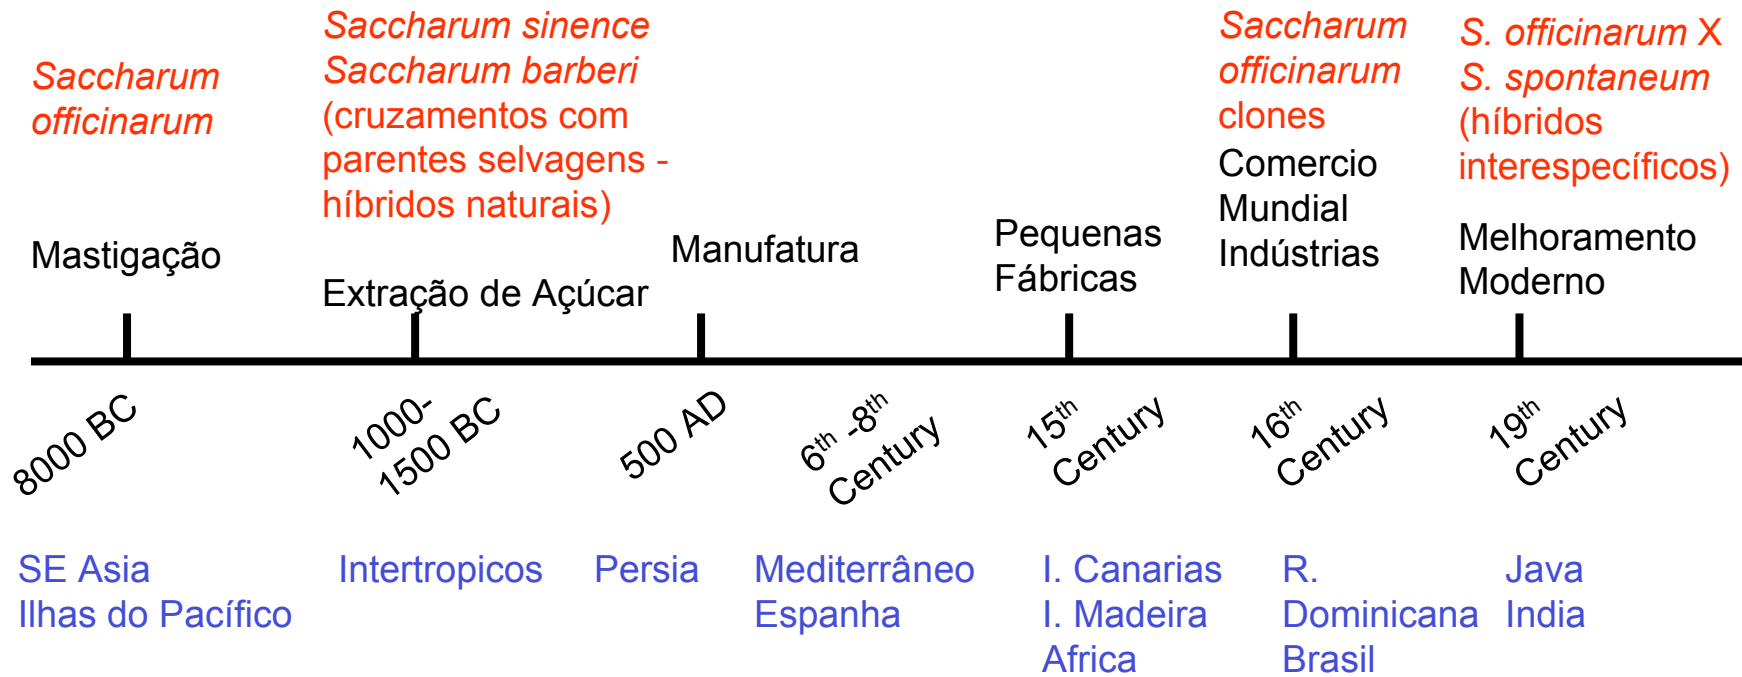 Saccharum
officinarum
Mastigação
Saccharum sinence
Saccharum barberi
(cruzamentos com
parentes selvagens -
híbridos naturais)
Extração de Açúcar
Manufatura
Pequenas
Fábricas
Saccharum
officinarum
clones
Comercio
Mundial
Indústrias
S. officinarum X
S. spontaneum
(híbridos
interespecíficos)
Melhoramento
Moderno
8000 BC
1000-
1500 BC
500 AD
6th -8th
Century
15th
Century
16th
Century
19th
Century
SE Asia
Ilhas do Pacífico
Intertropicos
Persia
Mediterrâneo
Espanha
I. Canarias
I. Madeira
Africa
R.
Dominicana
Brasil
Java
India